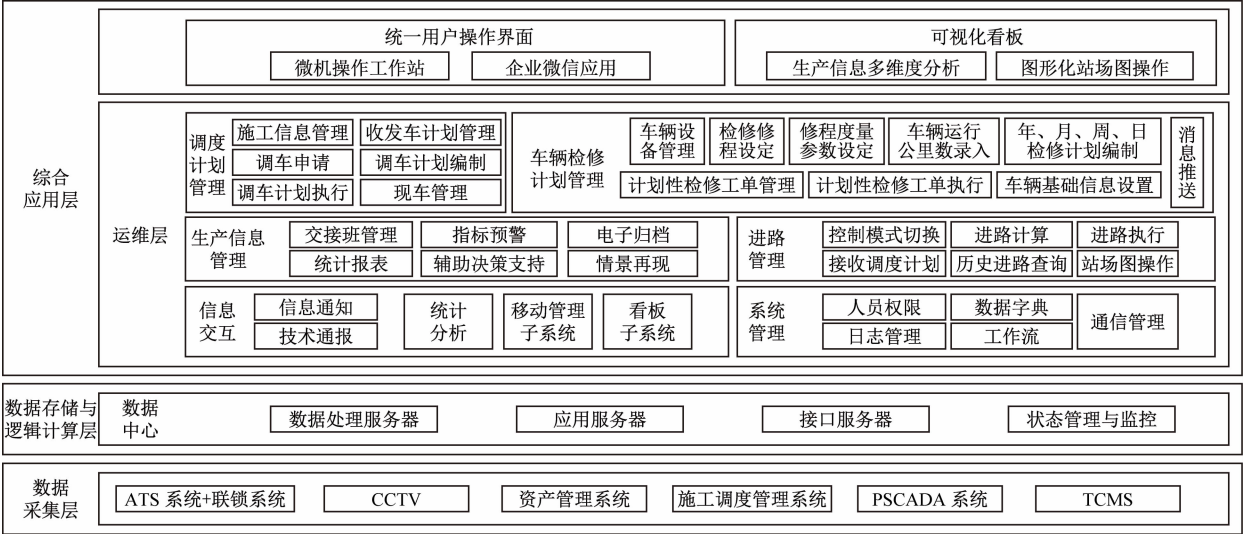 综合
应用层
统一用户操作界面
微机操作工作站
企业微信应用
可视化看板
生产信息多维度分析
图形化站场图操作
运维层
调度
计划
管理
施工信息管理
收发车计划管理
调车申请
调车计划编制
调车计划执行
现车管理
车辆检修
计划管理
车辆设
备管理
检修修
程设定
修程度量
参数设定
车辆运行
公里数录入
年、月、周、日
检修计划编制
计划性检修工单管理
计划性检修工单执行
车辆基础信息设置
消息推送
生产信息
管理
交接班管理
指标预警
电子归档
统计报表
辅助决策支持
情景再现
进路
管理
控制模式切换
进路计算
进路执行
接收调度计划
历史进路查询
站场图操作
信息
交互
信息通知
技术通报
统计
分析
移动管理
子系统
看板
子系统
系统
管理
人员权限
数据字典
日志管理
工作流
通信管理
数据存储与
逻辑计算层
数据
中心
数据处理服务器
应用服务器
接口服务器
状态管理与监控
数据
采集层
ATS 系统+联锁系统
CCTV
资产管理系统
施工调度管理系统
PSCADA 系统
TCMS